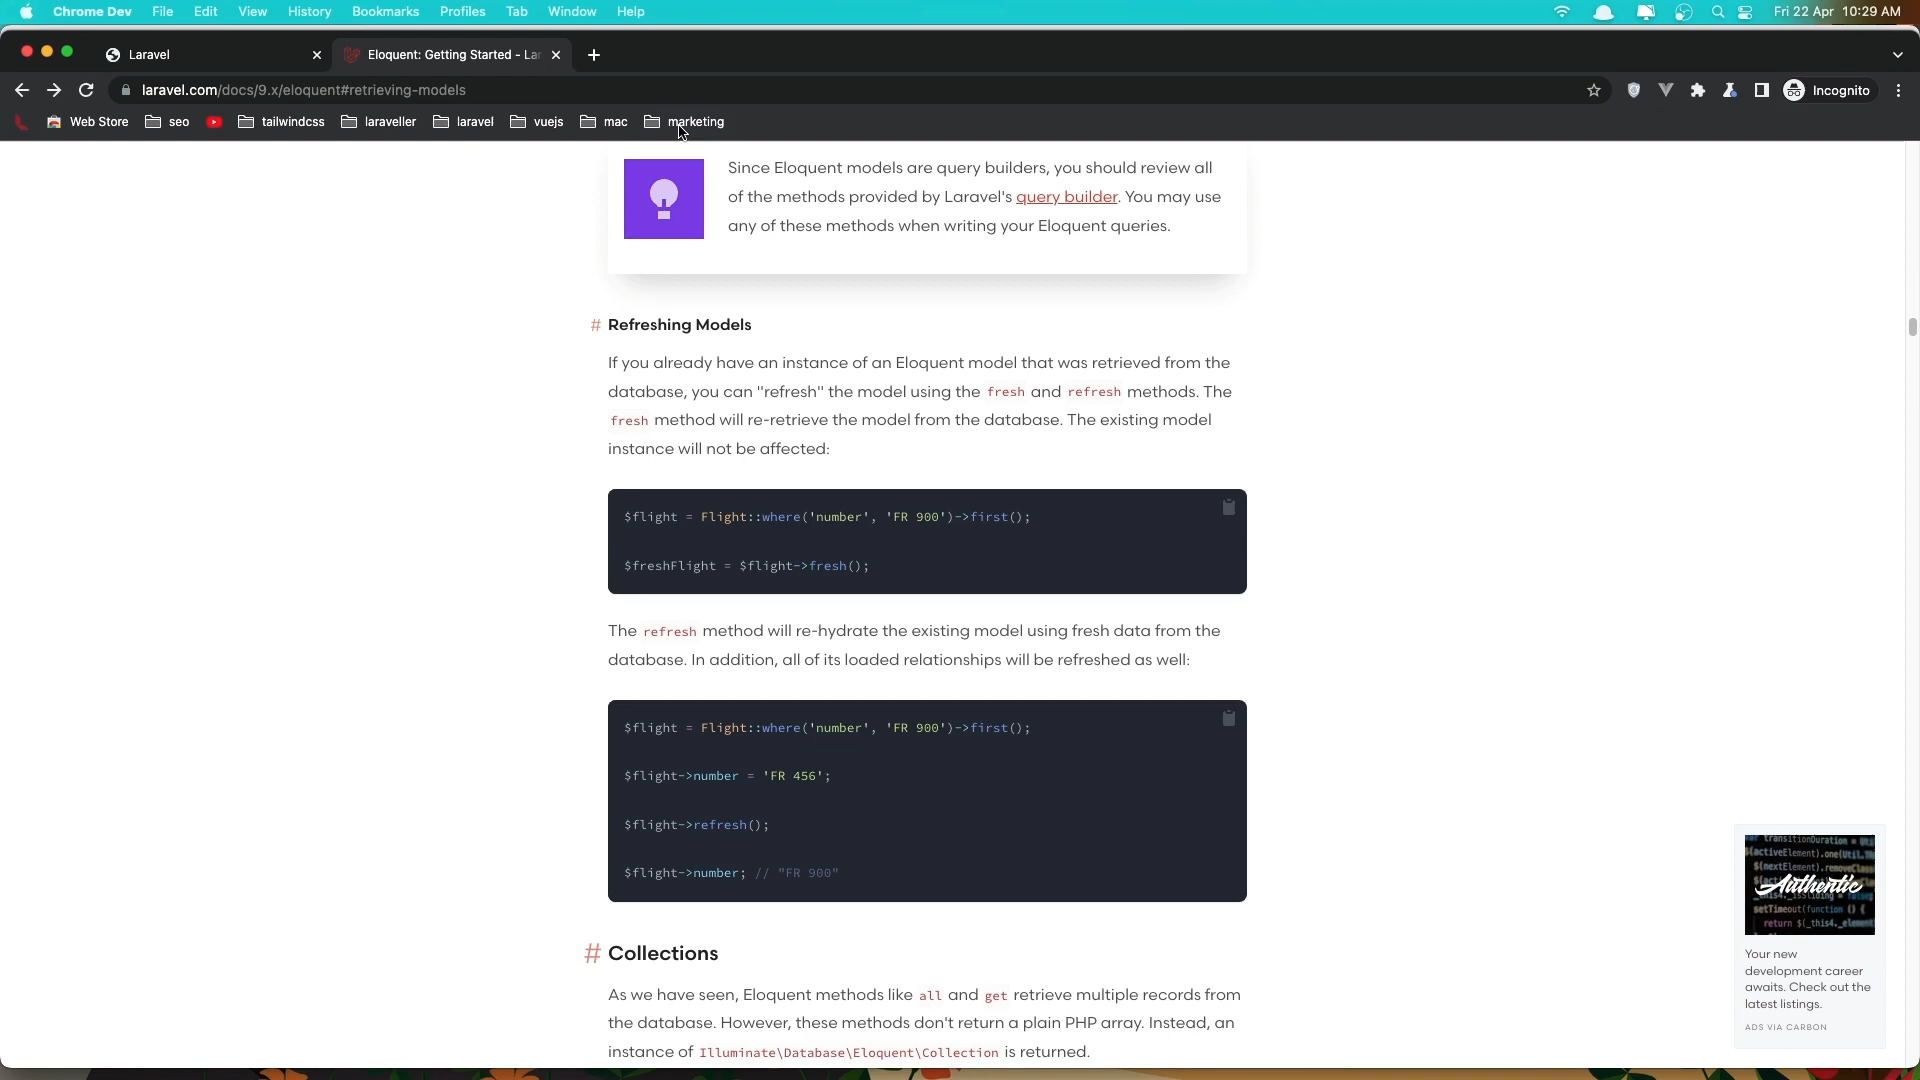 Chrome Dev File Edit View History Bookmarks Profiles Tab Window Help Fri 22 Apr 10:29 AM
Laravel Eloquent: Getting Started - Lar
laravel.com/docs/9.x/eloquent#retrieving-models Incognito
Web Store seo tailwindcss laraveller laravel vuejs mac marketing
Since Eloquent models are query builders, you should review all
of the methods provided by Laravel's query builder. You may use
any of these methods when writing your Eloquent queries.
# Refreshing Models
If you already have an instance of an Eloquent model that was retrieved from the
database, you can "refresh" the model using the fresh and refresh methods. The
fresh method will re-retrieve the model from the database. The existing model
instance will not be affected:
$flight = Flight::where('number', 'FR 900')->first();
$freshFlight = $flight->fresh();
The refresh method will re-hydrate the existing model using fresh data from the
database. In addition, all of its loaded relationships will be refreshed as well:
$flight = Flight::where('number', 'FR 900')->first();
$flight->number = 'FR 456';
$flight->refresh();
$flight->number; // "FR 900"
# Collections
As we have seen, Eloquent methods like all and get retrieve multiple records from
the database. However, these methods don't return a plain PHP array. Instead, an
instance of Illuminate\Database\Eloquent\Collection is returned.
Authentic
Your new
development career
awaits. Check out the
latest listings.
ADS VIA CARBON